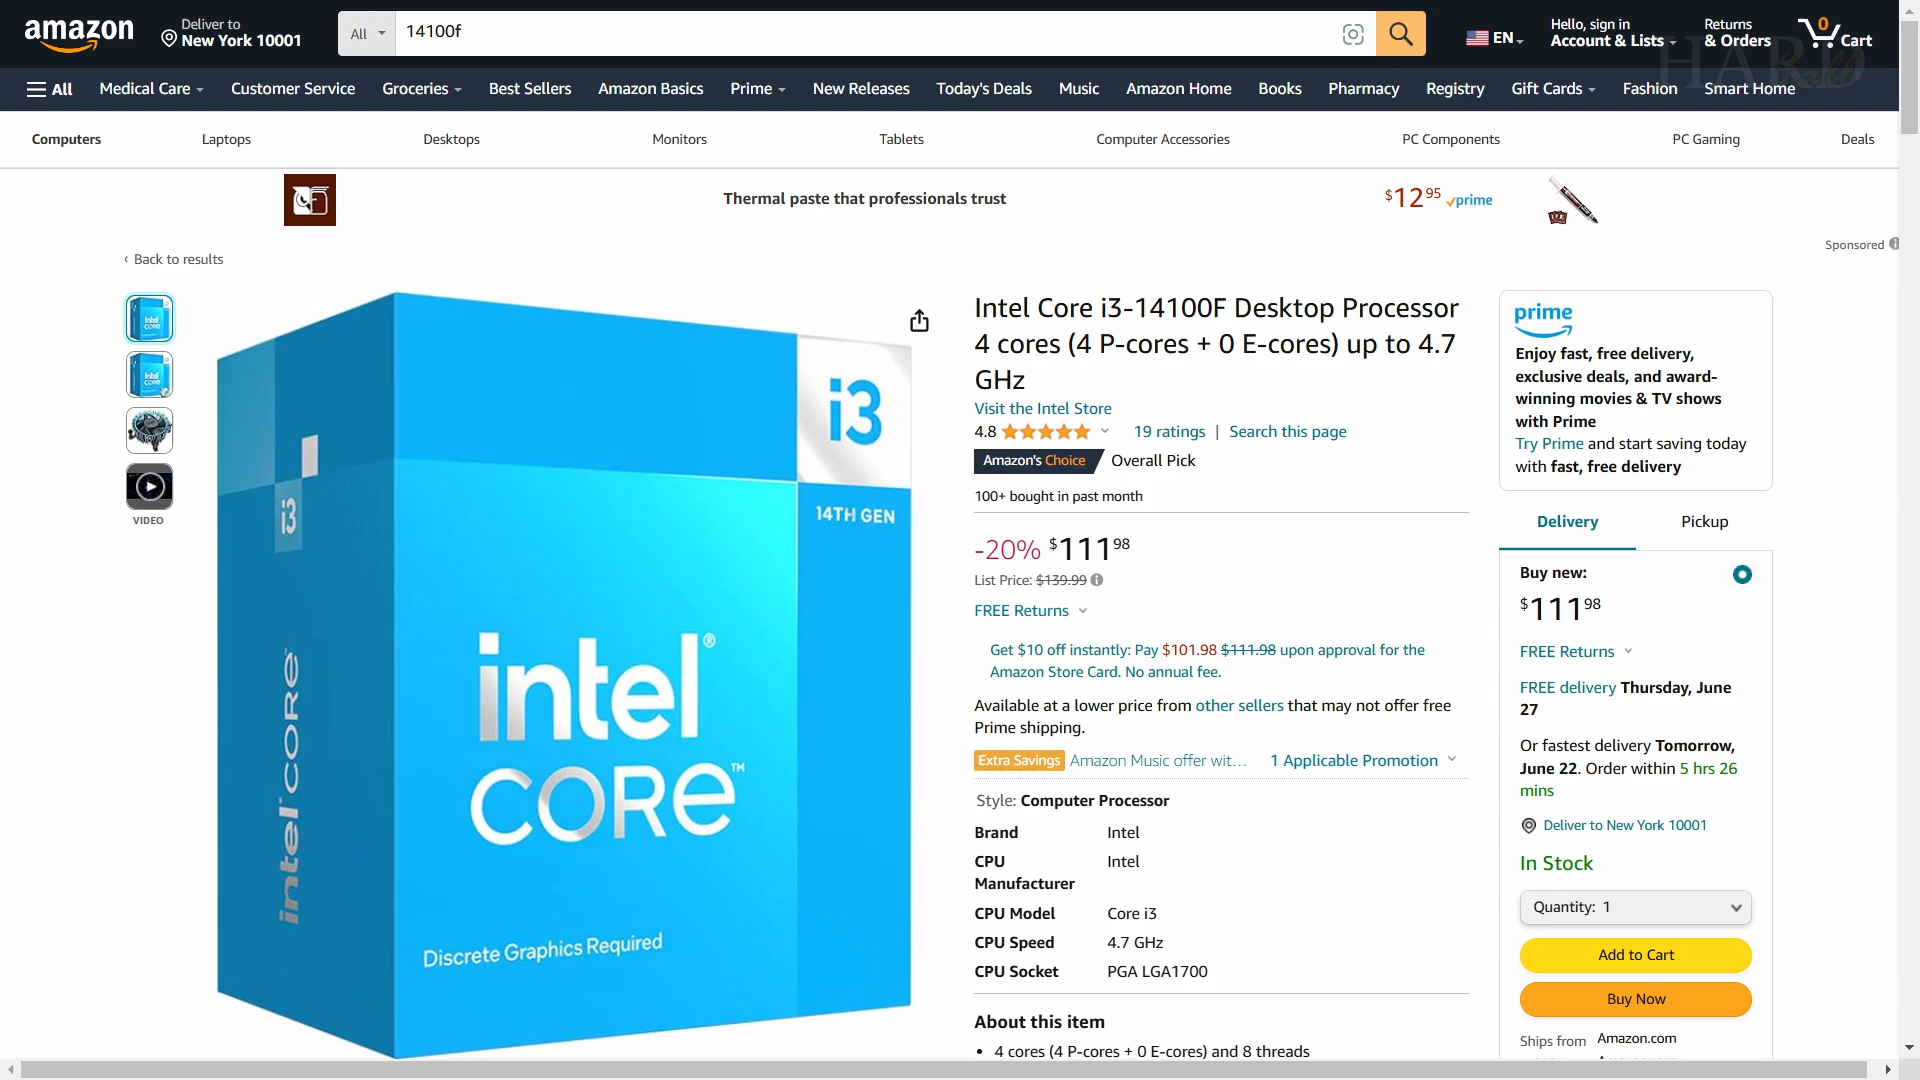 amazon
Deliver to
New York 10001
All
14100f
EN
Hello, sign in
Account & Lists
Returns
& Orders
0
Cart
All
Medical Care
Customer Service
Groceries
Best Sellers
Amazon Basics
Prime
New Releases
Today's Deals
Music
Amazon Home
Books
Pharmacy
Registry
Gift Cards
Fashion
Smart Home
Computers
Laptops
Desktops
Monitors
Tablets
Computer Accessories
PC Components
PC Gaming
Deals
Thermal paste that professionals trust
$12 95 prime
Sponsored
‹ Back to results
VIDEO
i3
14TH GEN
i3
intel CORE
intel®
CORE™
Discrete Graphics Required
Intel Core i3-14100F Desktop Processor
4 cores (4 P-cores + 0 E-cores) up to 4.7
GHz
Visit the Intel Store
4.8
19 ratings | Search this page
Amazon's Choice Overall Pick
100+ bought in past month
-20% $111 98
List Price: $139.99
FREE Returns
Get $10 off instantly: Pay $101.98 $111.98 upon approval for the
Amazon Store Card. No annual fee.
Available at a lower price from other sellers that may not offer free
Prime shipping.
Extra Savings Amazon Music offer wit... 1 Applicable Promotion
Style: Computer Processor
Brand Intel
CPU Intel
Manufacturer
CPU Model Core i3
CPU Speed 4.7 GHz
CPU Socket PGA LGA1700
About this item
• 4 cores (4 P-cores + 0 E-cores) and 8 threads
prime
Enjoy fast, free delivery,
exclusive deals, and award-
winning movies & TV shows
with Prime
Try Prime and start saving today
with fast, free delivery
Delivery
Pickup
Buy new:
$111 98
FREE Returns
FREE delivery Thursday, June
27
Or fastest delivery Tomorrow,
June 22. Order within 5 hrs 26
mins
Deliver to New York 10001
In Stock
Quantity: 1
Add to Cart
Buy Now
Ships from Amazon.com